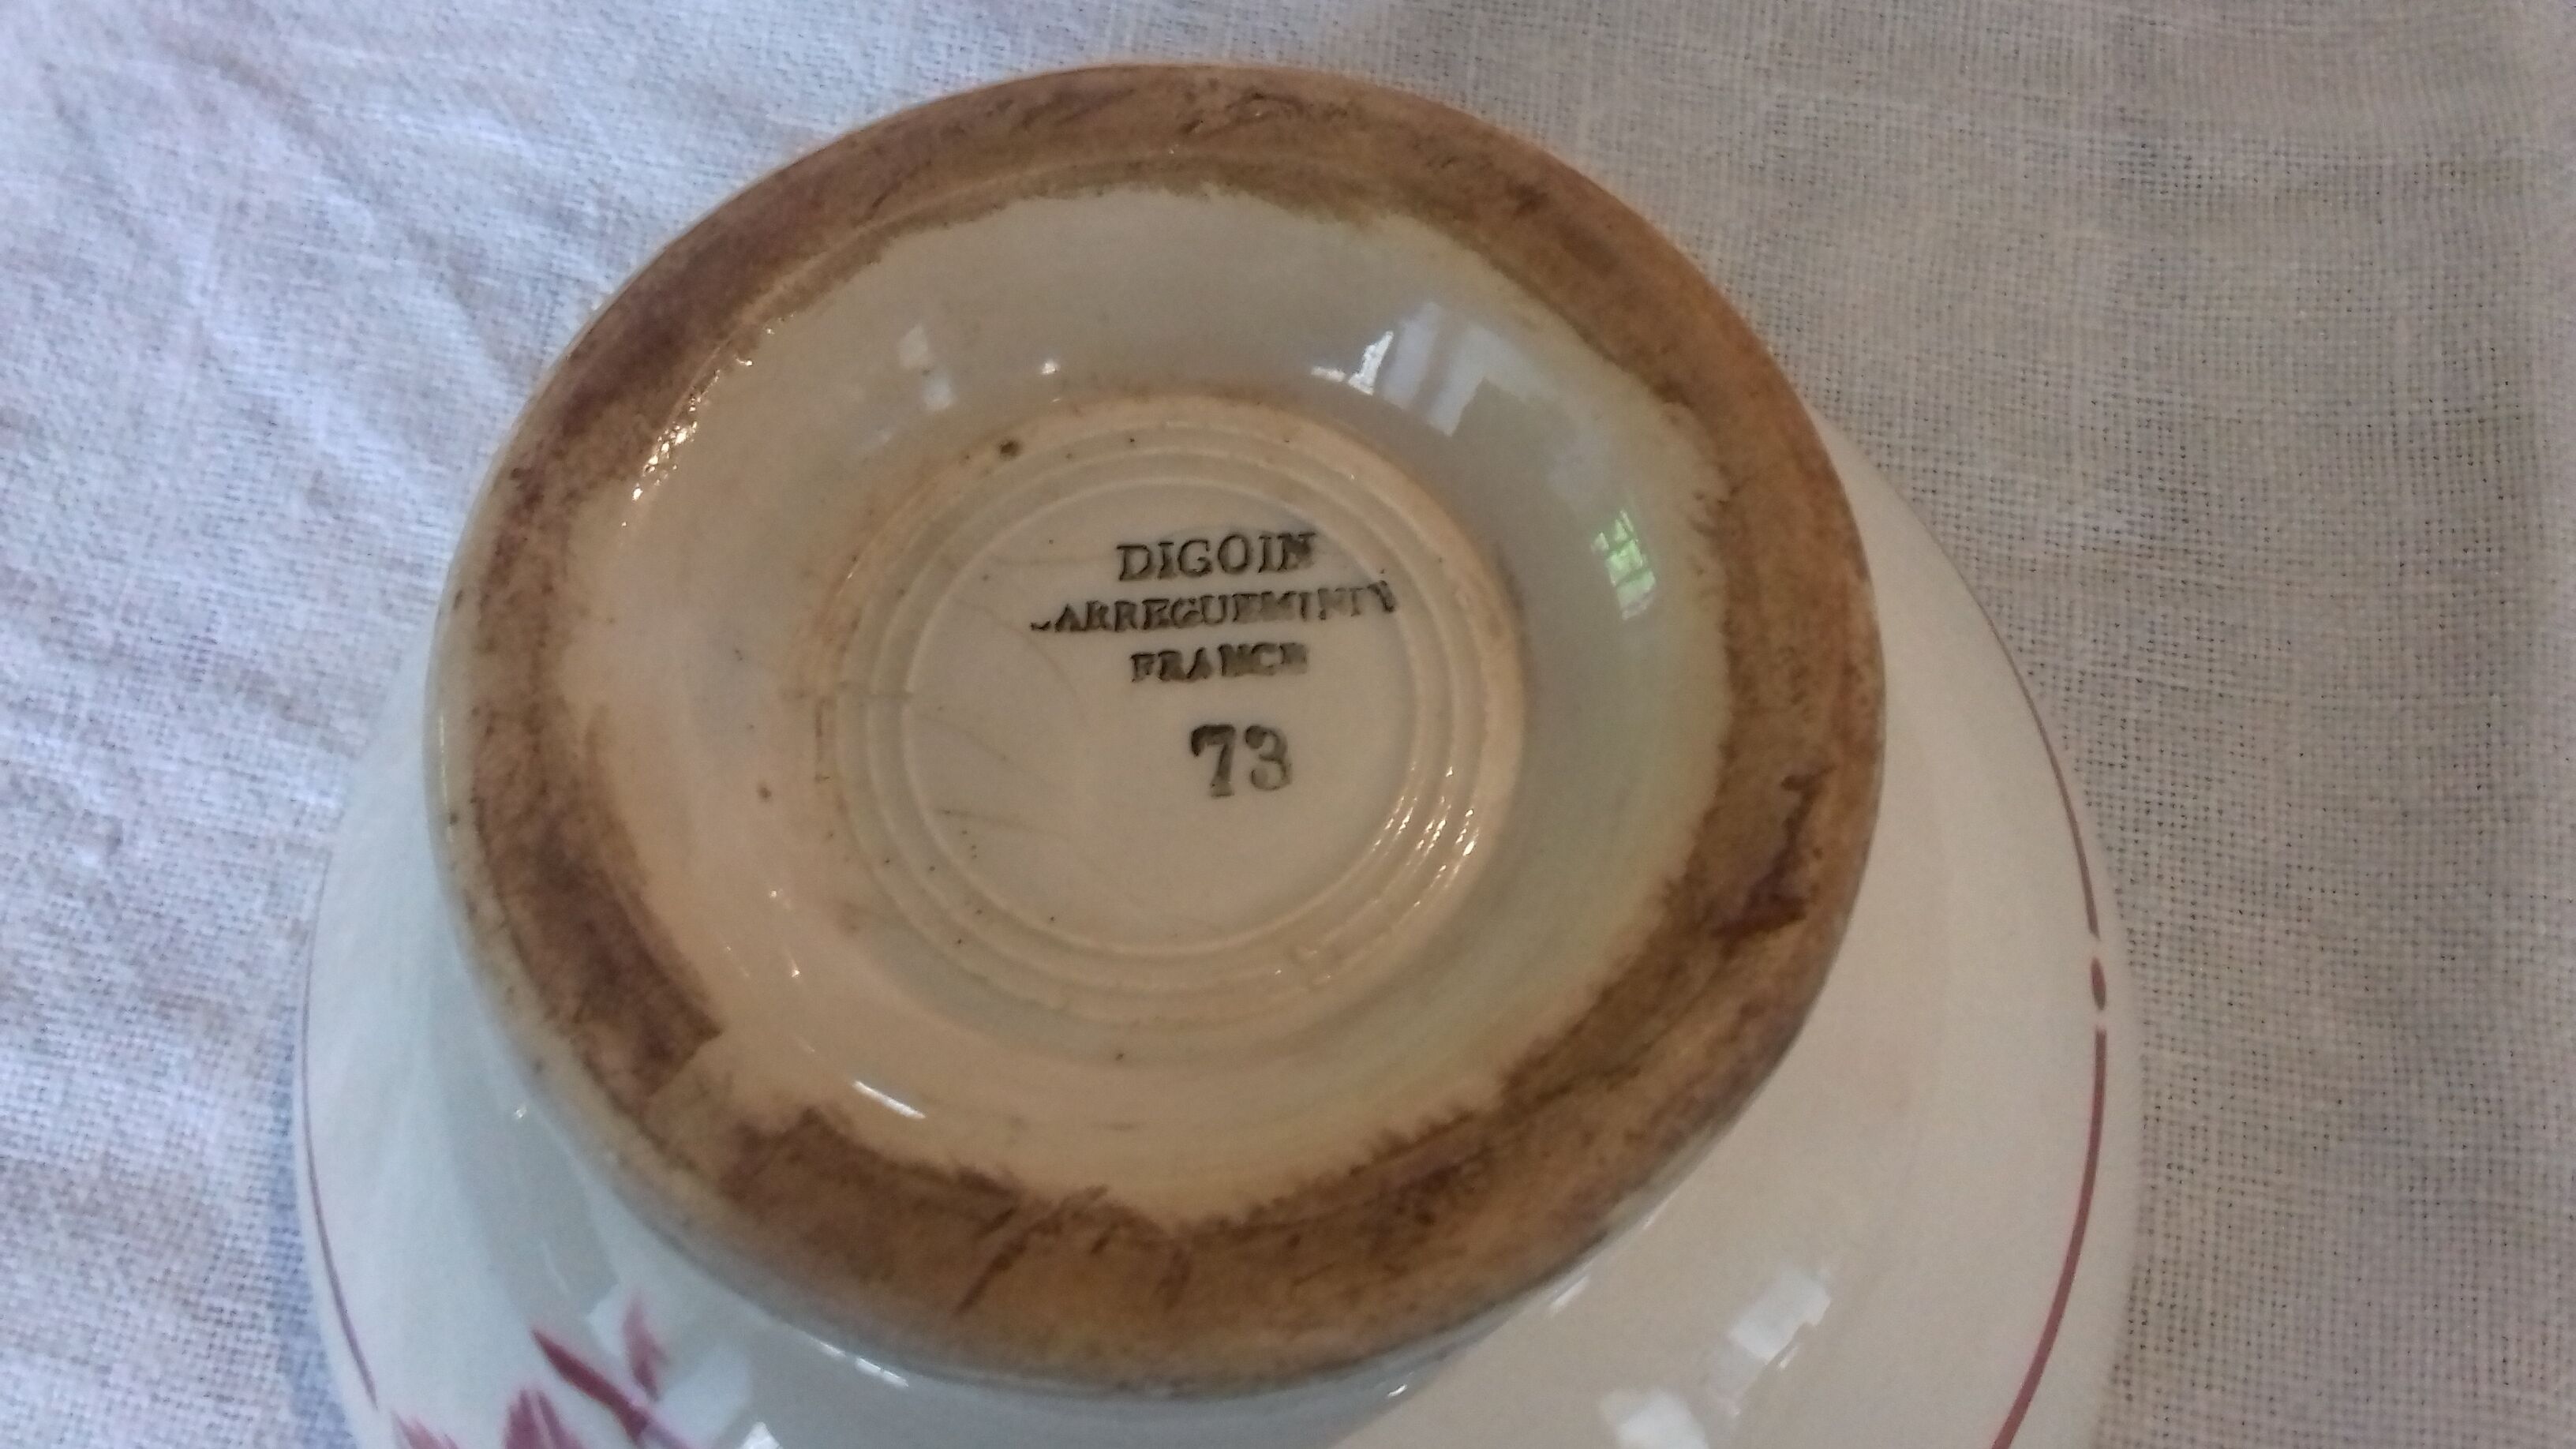 DIGOIN
SARREGUEMINES
FRANCE
73